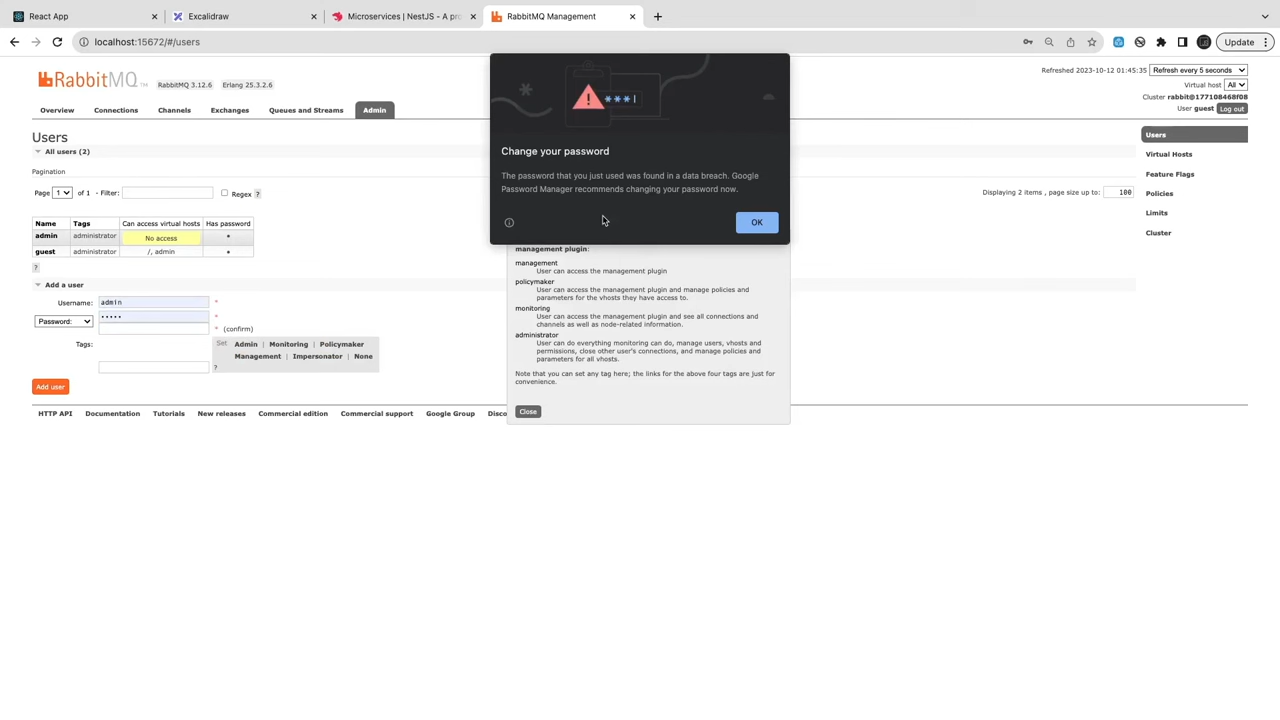 React App
Excalidraw
Microservices | NestJS - A pro
RabbitMQ Management
localhost:15672/#/users
Update
RabbitMQ TM
RabbitMQ 3.12.6
Erlang 25.3.2.6
Refreshed 2023-10-12 01:45:35
Refresh every 5 seconds
Virtual host All
Cluster rabbit@177108468f08
User guest Log out
Overview
Connections
Channels
Exchanges
Queues and Streams
Admin
Users
All users (2)
Pagination
Page 1 of 1 - Filter:
Regex ?
Displaying 2 items , page size up to: 100
Name Tags Can access virtual hosts Has password
admin administrator No access •
guest administrator /, admin •
?
Add a user
Username: admin *
Password: ••••• *
* (confirm)
Tags:
Set Admin | Monitoring | Policymaker
Management | Impersonator | None
?
Add user
HTTP API
Documentation
Tutorials
New releases
Commercial edition
Commercial support
Google Group
Disco
Users
Virtual Hosts
Feature Flags
Policies
Limits
Cluster
***|
Change your password
The password that you just used was found in a data breach. Google
Password Manager recommends changing your password now.
OK
management plugin:
management
User can access the management plugin
policymaker
User can access the management plugin and manage policies and
parameters for the vhosts they have access to.
monitoring
User can access the management plugin and see all connections and
channels as well as node-related information.
administrator
User can do everything monitoring can do, manage users, vhosts and
permissions, close other user's connections, and manage policies and
parameters for all vhosts.
Note that you can set any tag here; the links for the above four tags are just for
convenience.
Close